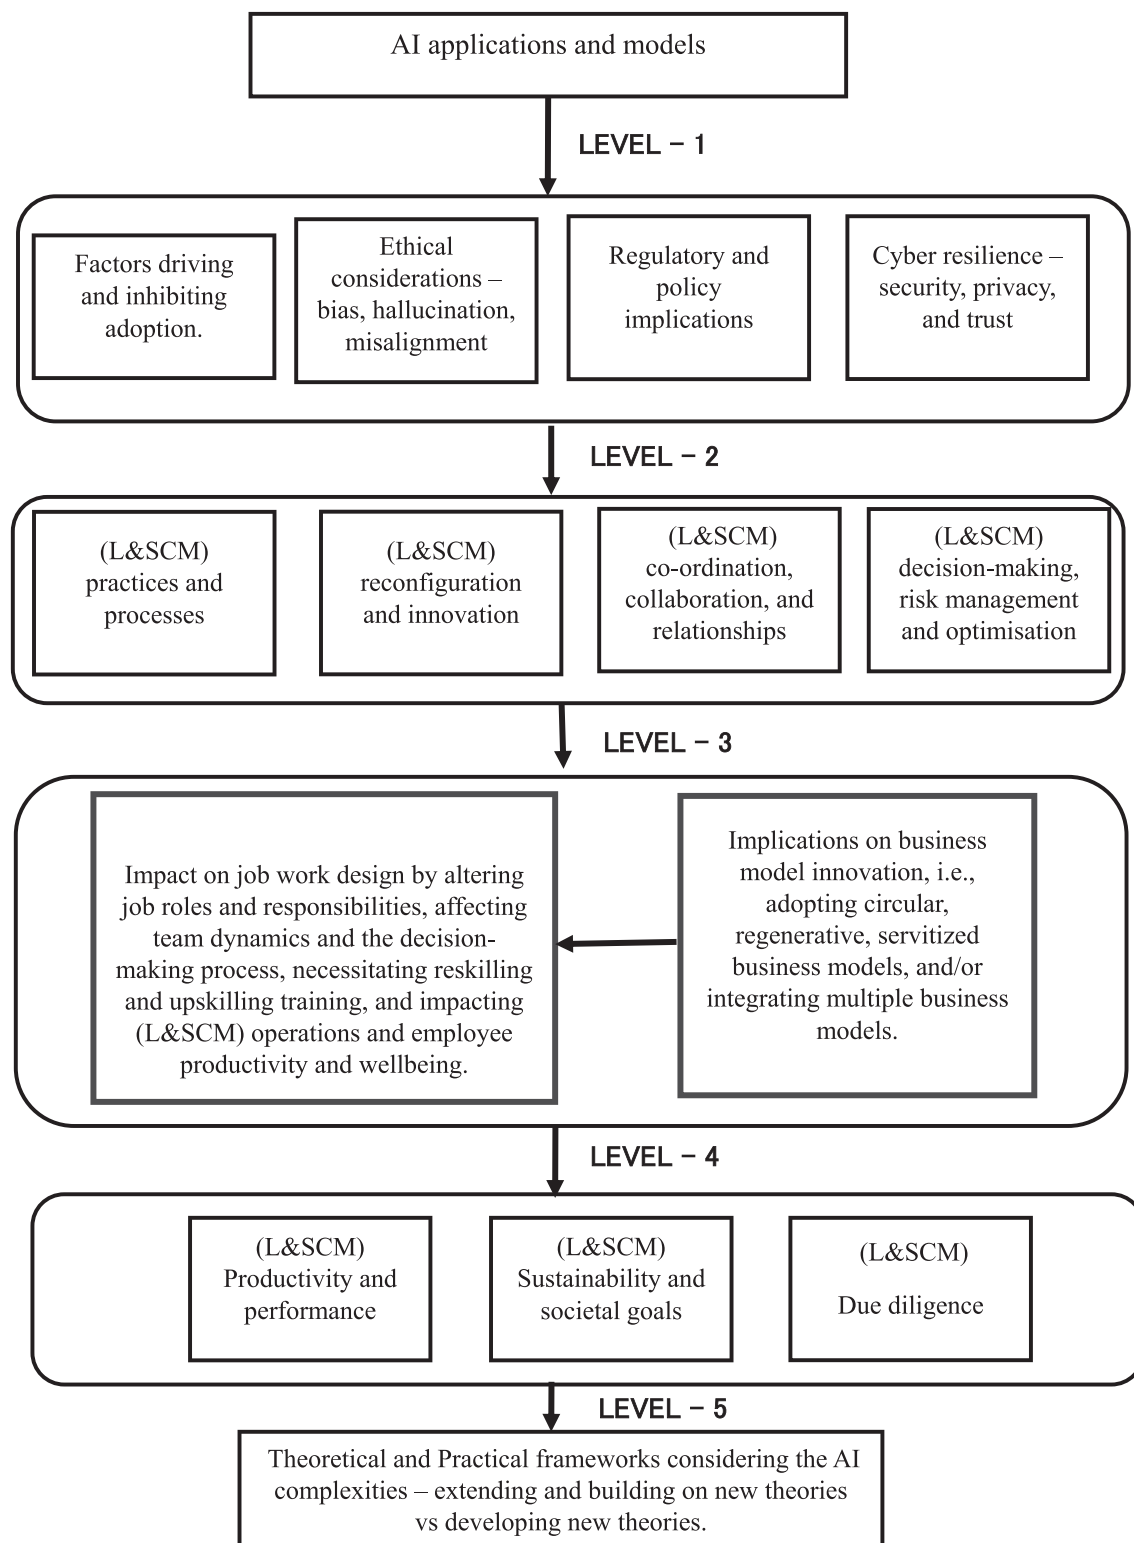 AI applications and models
LEVEL – 1
Factors driving
and inhibiting
adoption.
Ethical
considerations –
bias, hallucination,
misalignment
Regulatory and
policy
implications
Cyber resilience –
security, privacy,
and trust
LEVEL – 2
(L&SCM)
practices and
processes
(L&SCM)
reconfiguration
and innovation
(L&SCM)
co-ordination,
collaboration, and
relationships
(L&SCM)
decision-making,
risk management
and optimisation
LEVEL – 3
Impact on job work design by altering
job roles and responsibilities, affecting
team dynamics and the decision-
making process, necessitating reskilling
and upskilling training, and impacting
(L&SCM) operations and employee
productivity and wellbeing.
Implications on business
model innovation, i.e.,
adopting circular,
regenerative, servitized
business models, and/or
integrating multiple business
models.
LEVEL – 4
(L&SCM)
Productivity and
performance
(L&SCM)
Sustainability and
societal goals
(L&SCM)
Due diligence
LEVEL – 5
Theoretical and Practical frameworks considering the AI
complexities – extending and building on new theories
vs developing new theories.